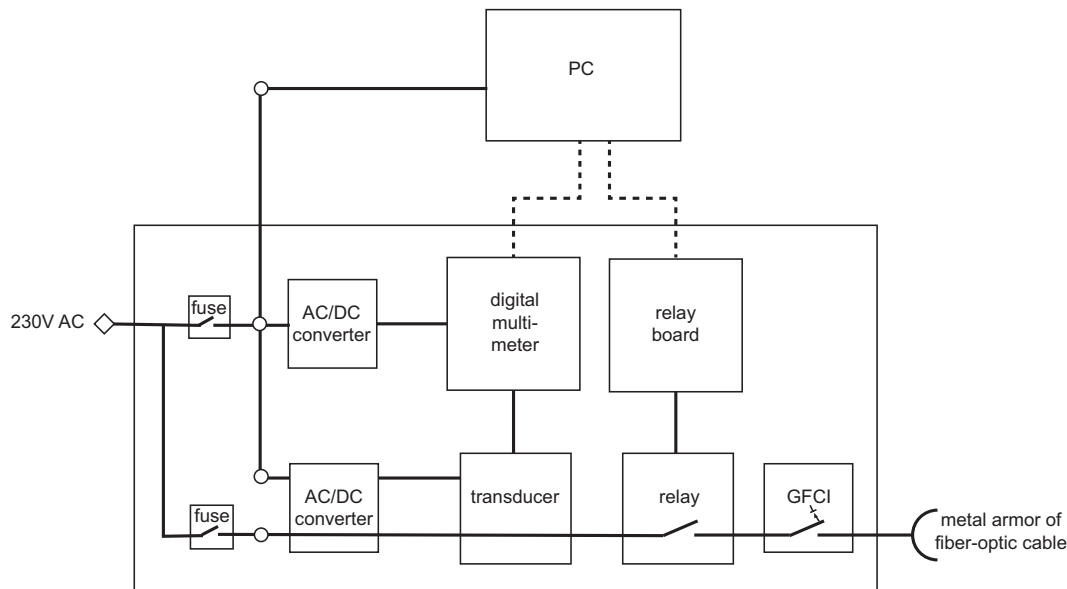 PC
230V AC
fuse
AC/DC
converter
digital
multi-
meter
relay
board
fuse
AC/DC
converter
transducer
relay
GFCI
metal armor of
fiber-optic cable